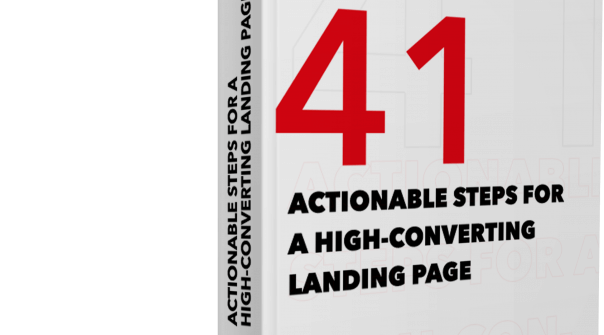 ACTIONABLE STEPS FOR A
HIGH-CONVERTING LANDING PAGE
41
ACTIONABLE STEPS FOR
A HIGH-CONVERTING
LANDING PAGE